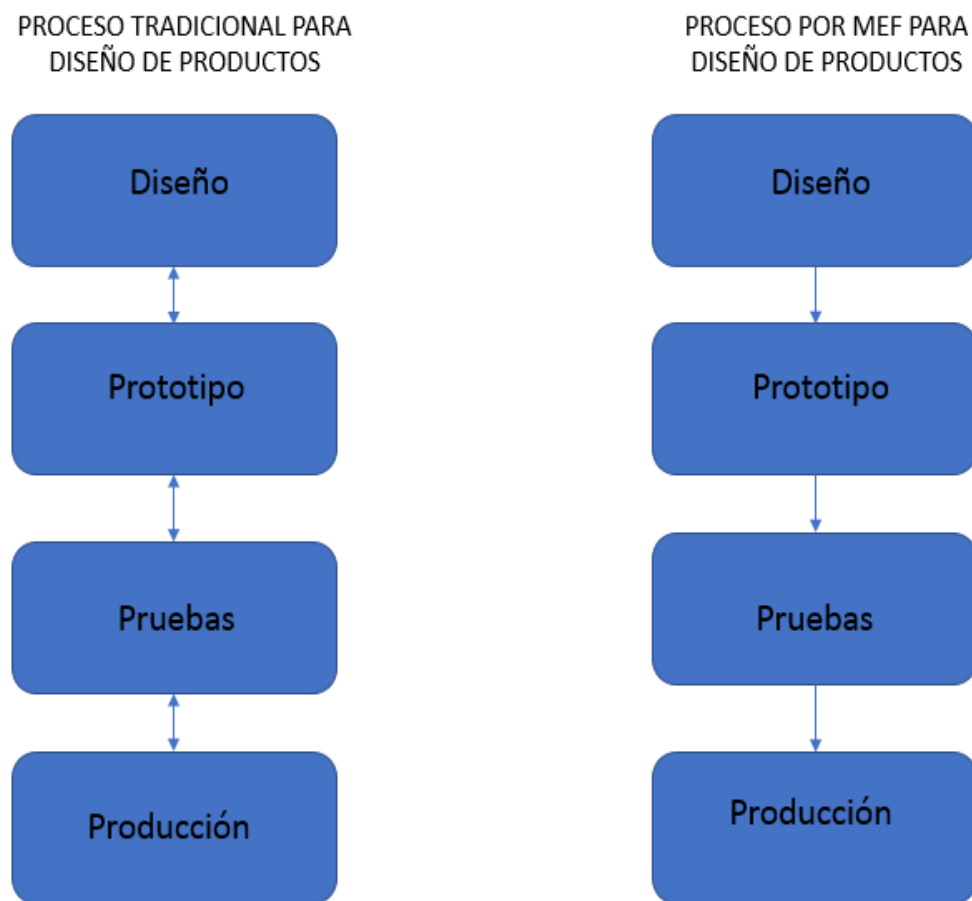 PROCESO TRADICIONAL PARA
DISEÑO DE PRODUCTOS
Diseño
Prototipo
Pruebas
Producción
PROCESO POR MEF PARA
DISEÑO DE PRODUCTOS
Diseño
Prototipo
Pruebas
Producción